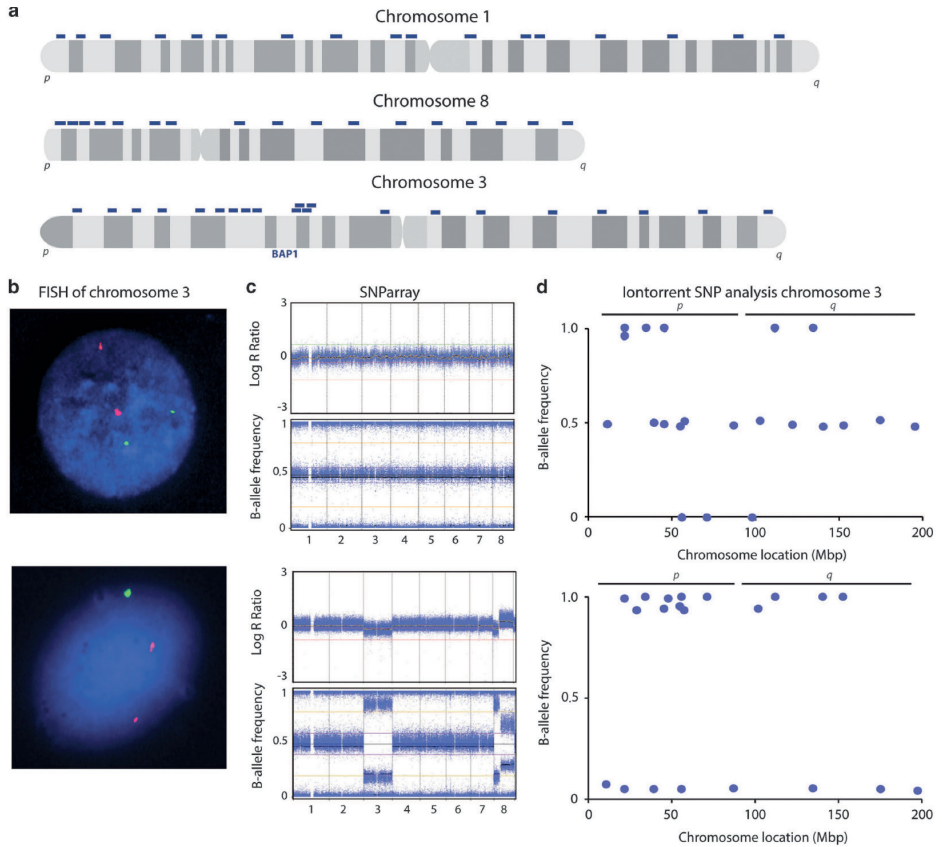 a
Chromosome 1
p
q
Chromosome 8
p
q
Chromosome 3
p
BAP1
q
b
FISH of chromosome 3
c
SNParray
3
0
-3
Log R Ratio
1
0,5
0
B-allele frequency
1 2 3 4 5 6 7 8
d
Iontorrent SNP analysis chromosome 3
p
q
1.0
0.5
0
B-allele frequency
0 50 100 150 200
Chromosome location (Mbp)
3
0
-3
Log R Ratio
1
0.5
0
B-allele frequency
1 2 3 4 5 6 7 8
p
q
1.0
0.5
0
B-allele frequency
0 50 100 150 200
Chromosome location (Mbp)